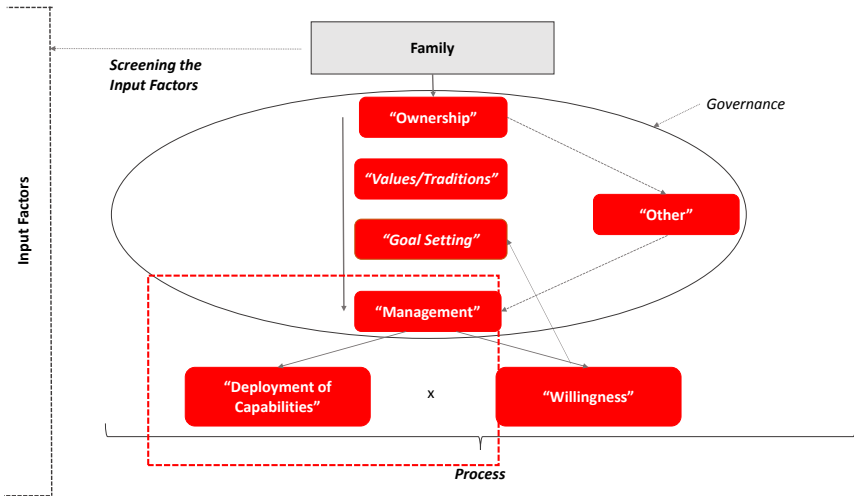 Family
Screening the
Input Factors
Governance
“Ownership”
“Values/Traditions”
“Other”
“Goal Setting”
Input Factors
“Management”
“Deployment of
Capabilities”
x
“Willingness”
Process